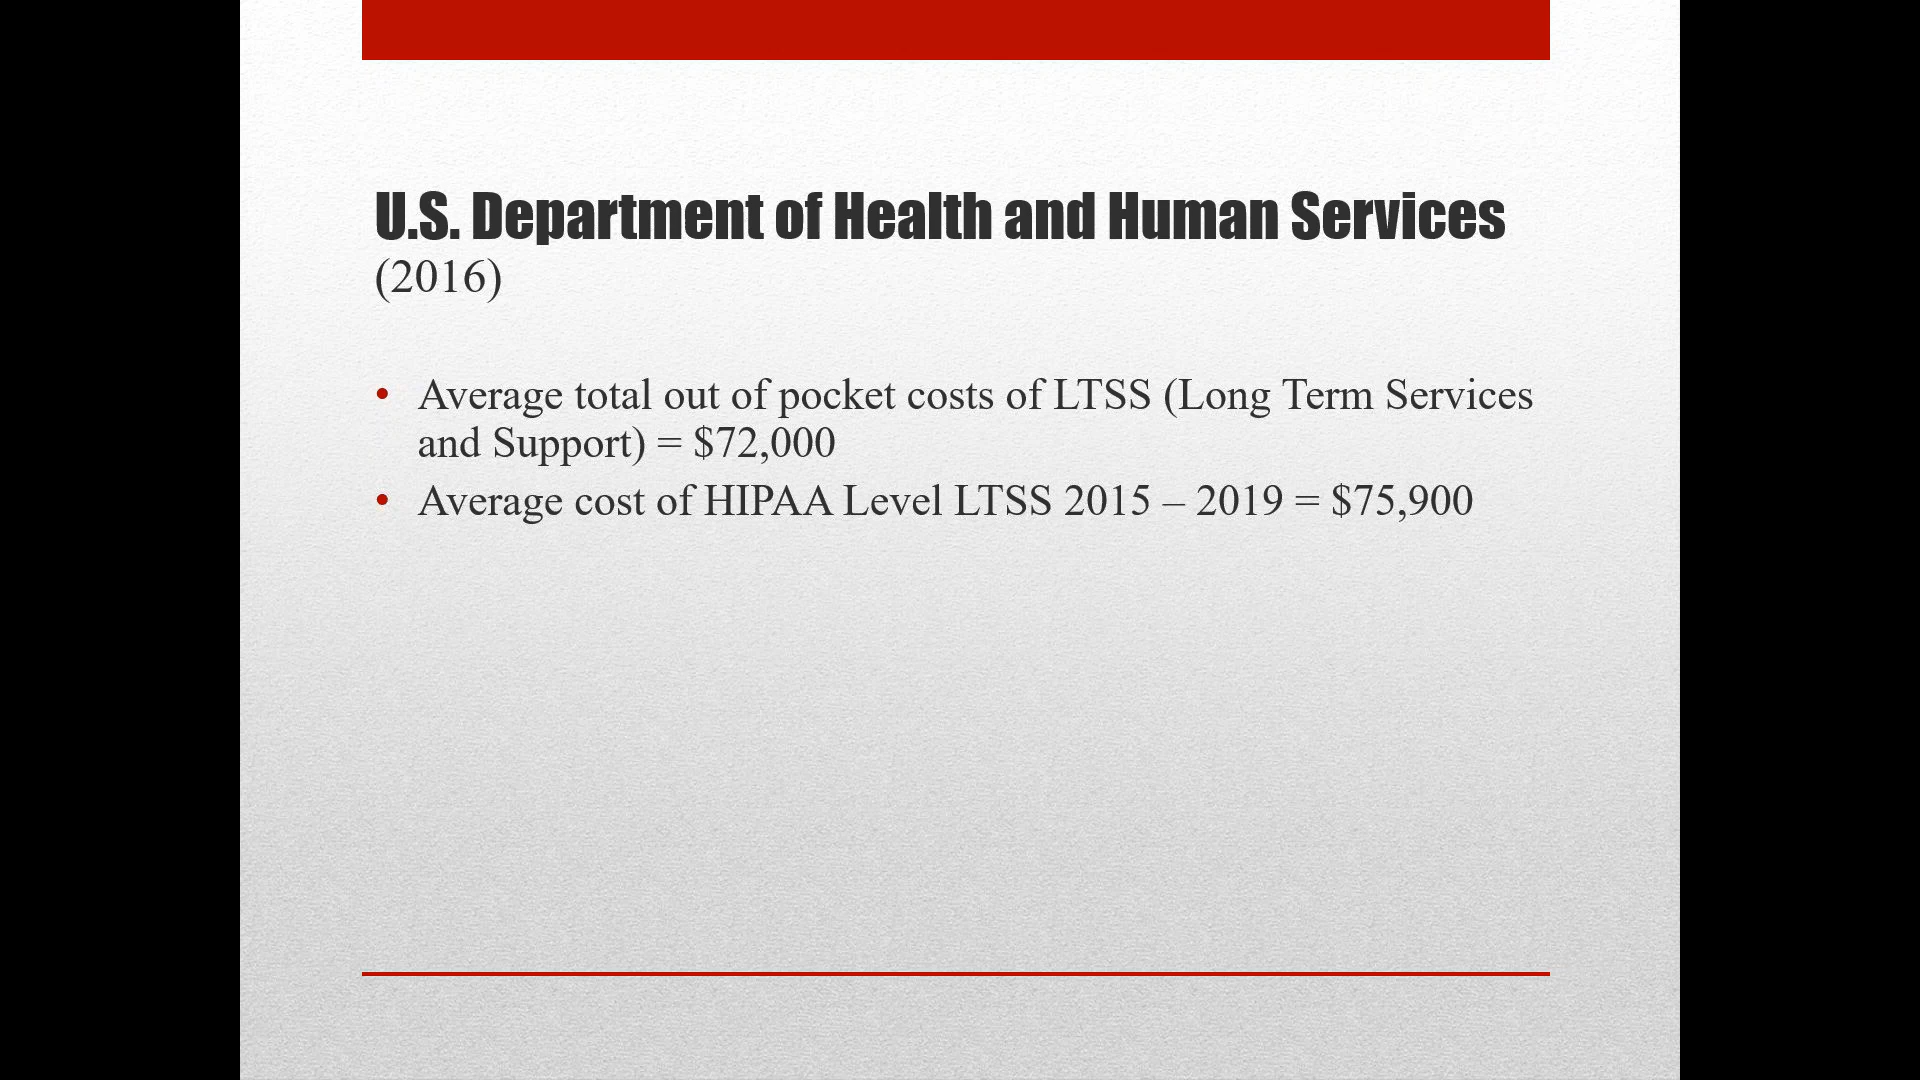 U.S. Department of Health and Human Services
(2016)
• Average total out of pocket costs of LTSS (Long Term Services
and Support) = $72,000
• Average cost of HIPAA Level LTSS 2015 – 2019 = $75,900